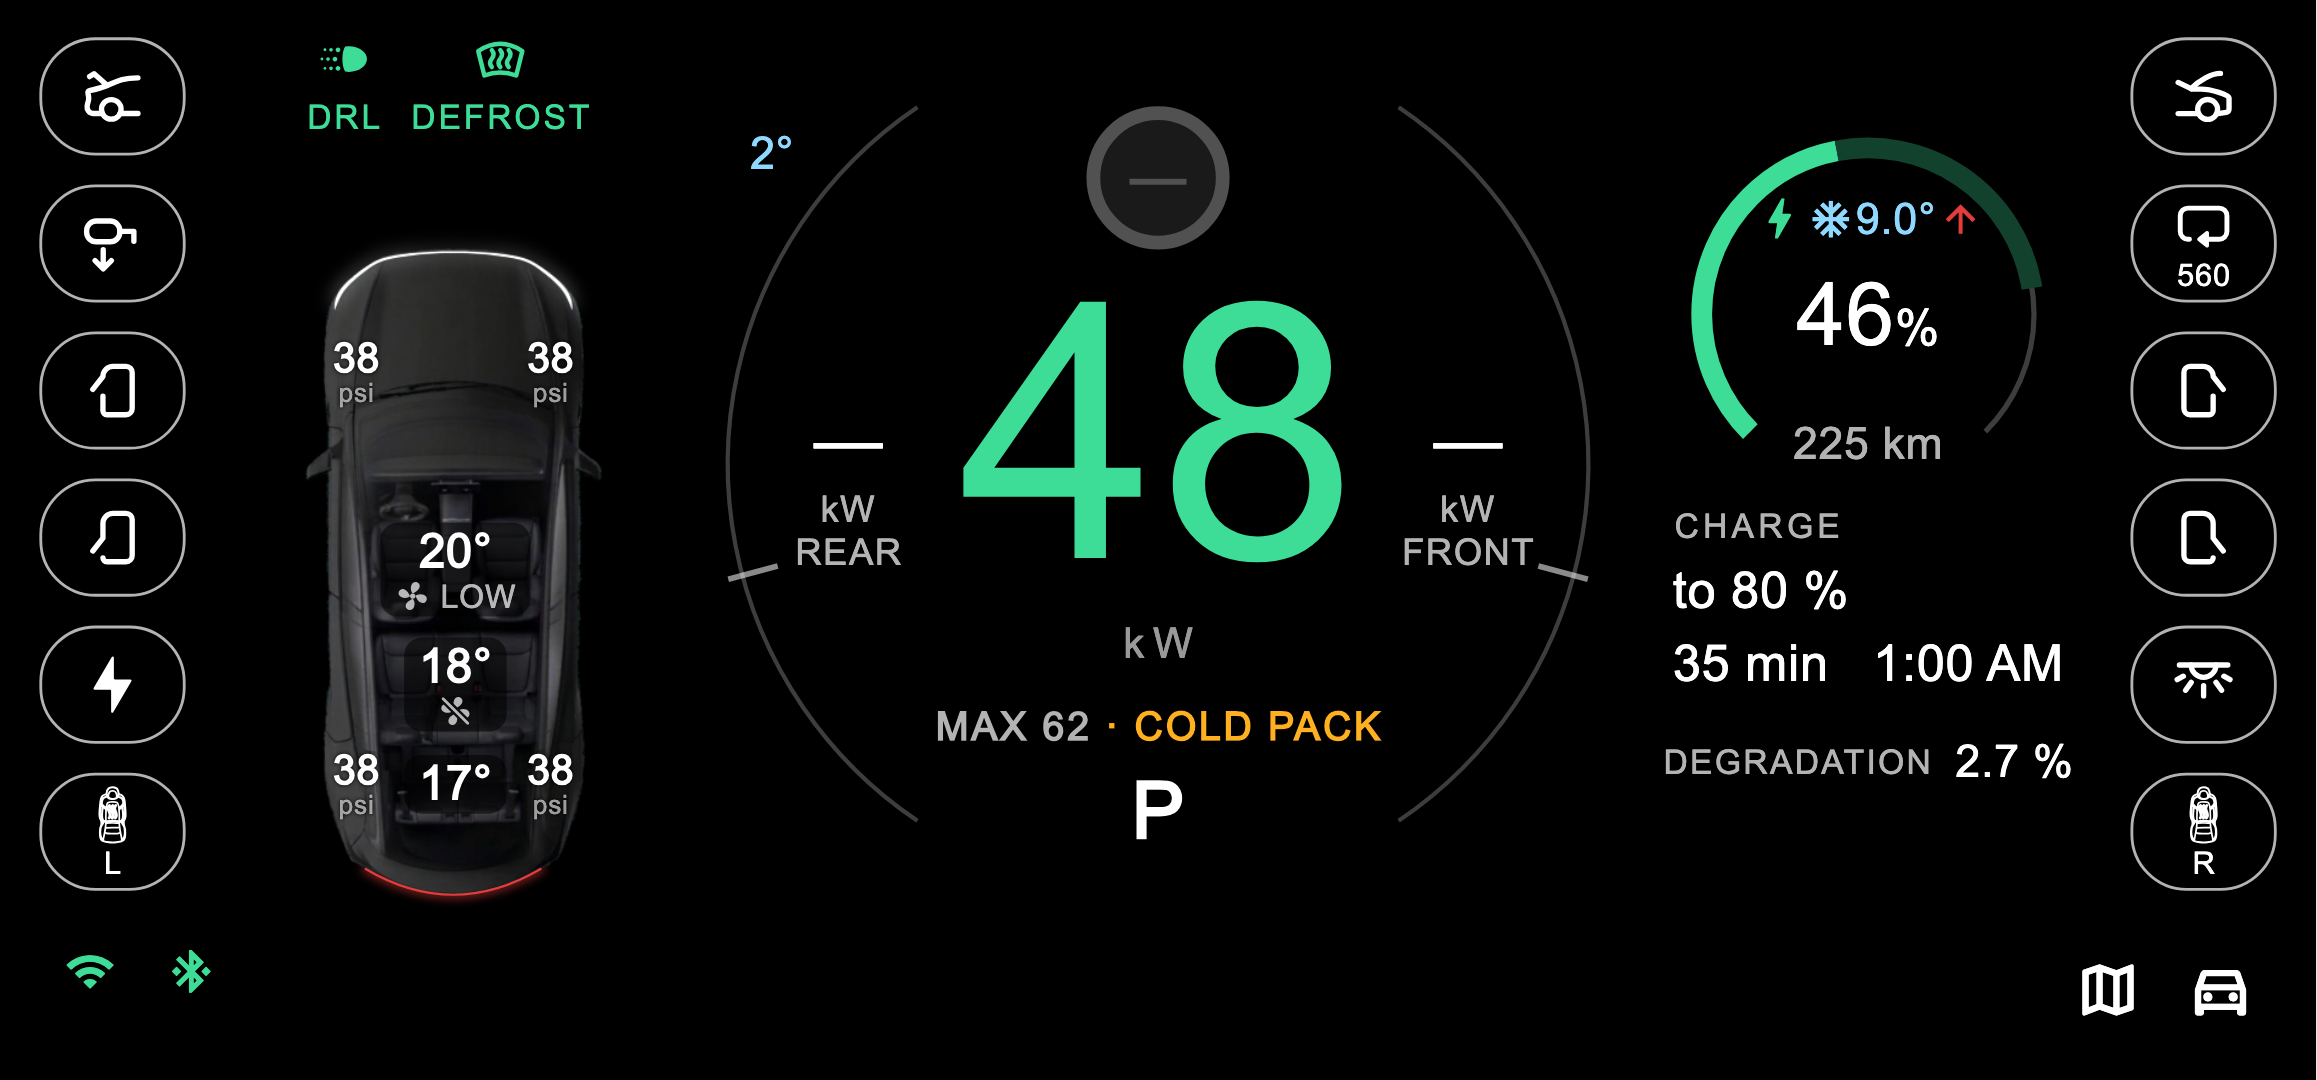 DRL DEFROST
2°
38 psi
38 psi
20°
LOW
18°
38 psi
17°
38 psi
L
— kW REAR
48
kW
— kW FRONT
MAX 62 · COLD PACK
P
9.0°
46%
225 km
CHARGE
to 80 %
35 min 1:00 AM
DEGRADATION 2.7 %
560
R